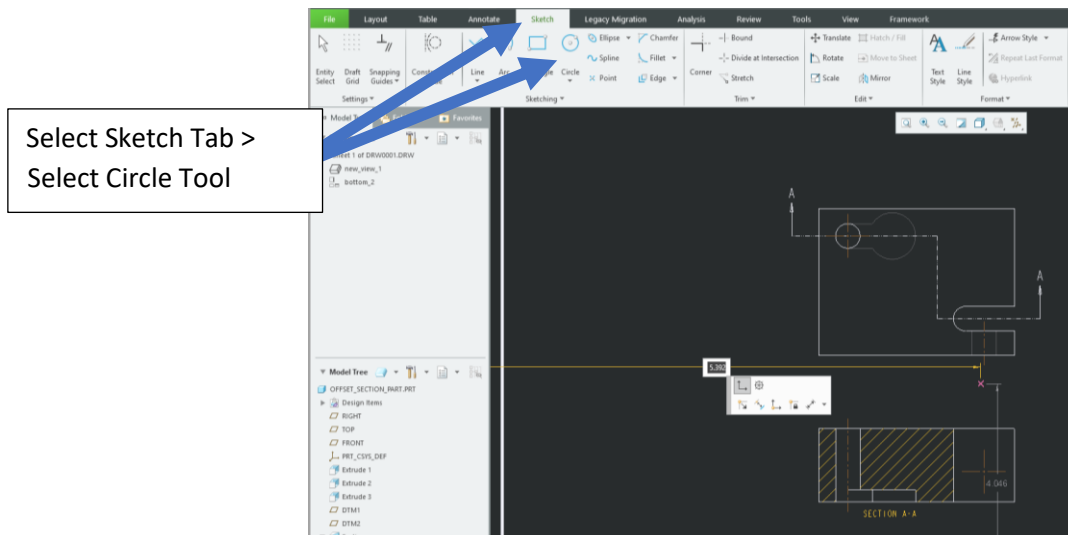 File Layout Table Annotate Sketch Legacy Migration Analysis Review Tools View Framework
Ellipse Chamfer Bound Translate Hatch / Fill Arrow Style
Spline Fillet Divide at Intersection Rotate Move to Sheet Repeat Last Format
Entity Select Draft Grid Snapping Guides Line Circle Point Edge Corner Stretch Scale Mirror Text Style Line Style Hyperlink
Settings Sketching Trim Edit Format
Select Sketch Tab >
Select Circle Tool
Favorites
1 of DRW0001.DRW
new_view_1
bottom_2
A
A
5.392
Model Tree
OFFSET_SECTION_PART.PRT
Design Items
RIGHT
TOP
FRONT
PRT_CSYS_DEF
Extrude 1
Extrude 2
Extrude 3
DTM1
DTM2
4.046
SECTION A-A